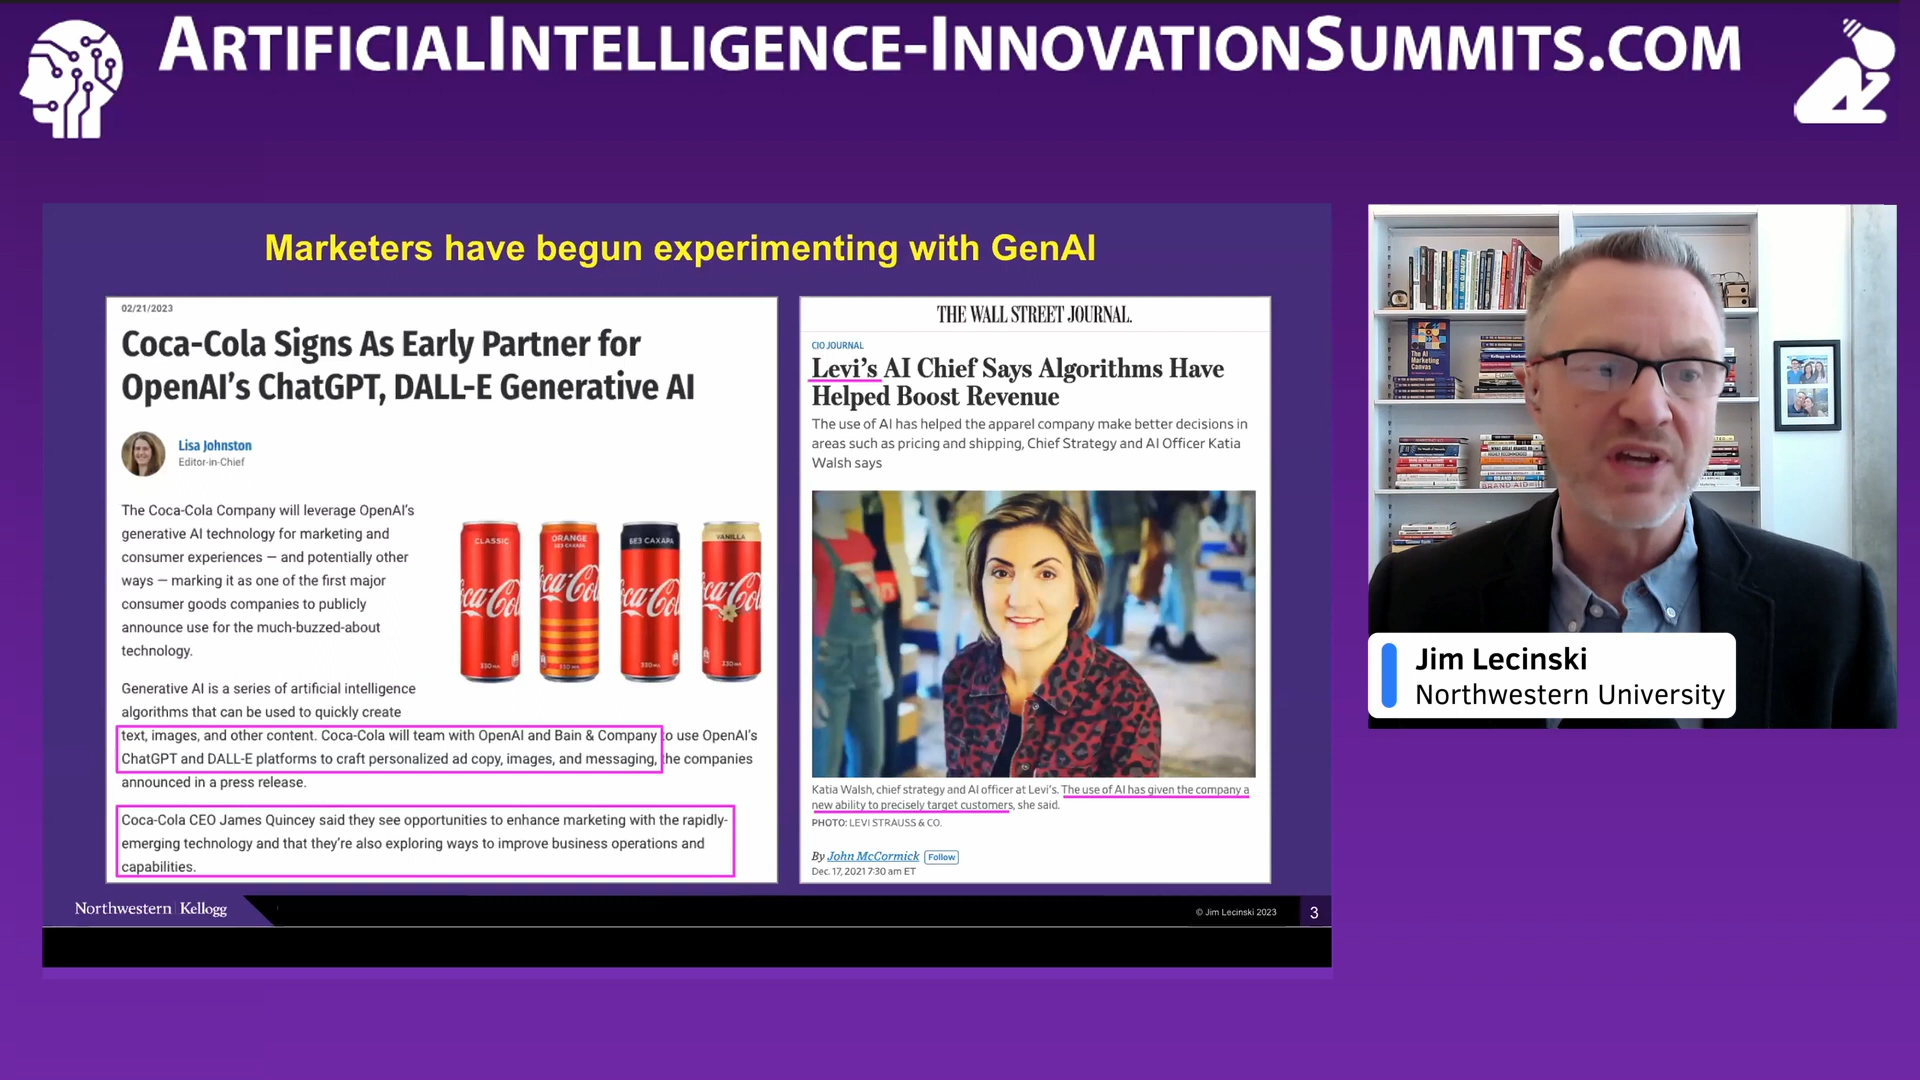 ARTIFICIALINTELLIGENCE-INNOVATIONSUMMITS.COM
Marketers have begun experimenting with GenAI
02/21/2023
Coca-Cola Signs As Early Partner for
OpenAI's ChatGPT, DALL-E Generative AI
Lisa Johnston
Editor-in-Chief
The Coca-Cola Company will leverage OpenAI's
generative AI technology for marketing and
consumer experiences — and potentially other
ways — marking it as one of the first major
consumer goods companies to publicly
announce use for the much-buzzed-about
technology.
CLASSIC
ORANGE
БЕЗ САХАРА
БЕЗ САХАРА
VANILLA
Generative AI is a series of artificial intelligence
algorithms that can be used to quickly create
text, images, and other content. Coca-Cola will team with OpenAI and Bain & Company to use OpenAI's
ChatGPT and DALL-E platforms to craft personalized ad copy, images, and messaging, the companies
announced in a press release.
Coca-Cola CEO James Quincey said they see opportunities to enhance marketing with the rapidly-
emerging technology and that they're also exploring ways to improve business operations and
capabilities.
THE WALL STREET JOURNAL.
CIO JOURNAL
Levi's AI Chief Says Algorithms Have
Helped Boost Revenue
The use of AI has helped the apparel company make better decisions in
areas such as pricing and shipping, Chief Strategy and AI Officer Katia
Walsh says
Katia Walsh, chief strategy and AI officer at Levi's. The use of AI has given the company a
new ability to precisely target customers, she said.
PHOTO: LEVI STRAUSS & CO.
By John McCormick Follow
Dec. 17, 2021 7:30 am ET
Northwestern | Kellogg
© Jim Lecinski 2023
3
The AI
Marketing
Canvas
Jim Lecinski
Northwestern University